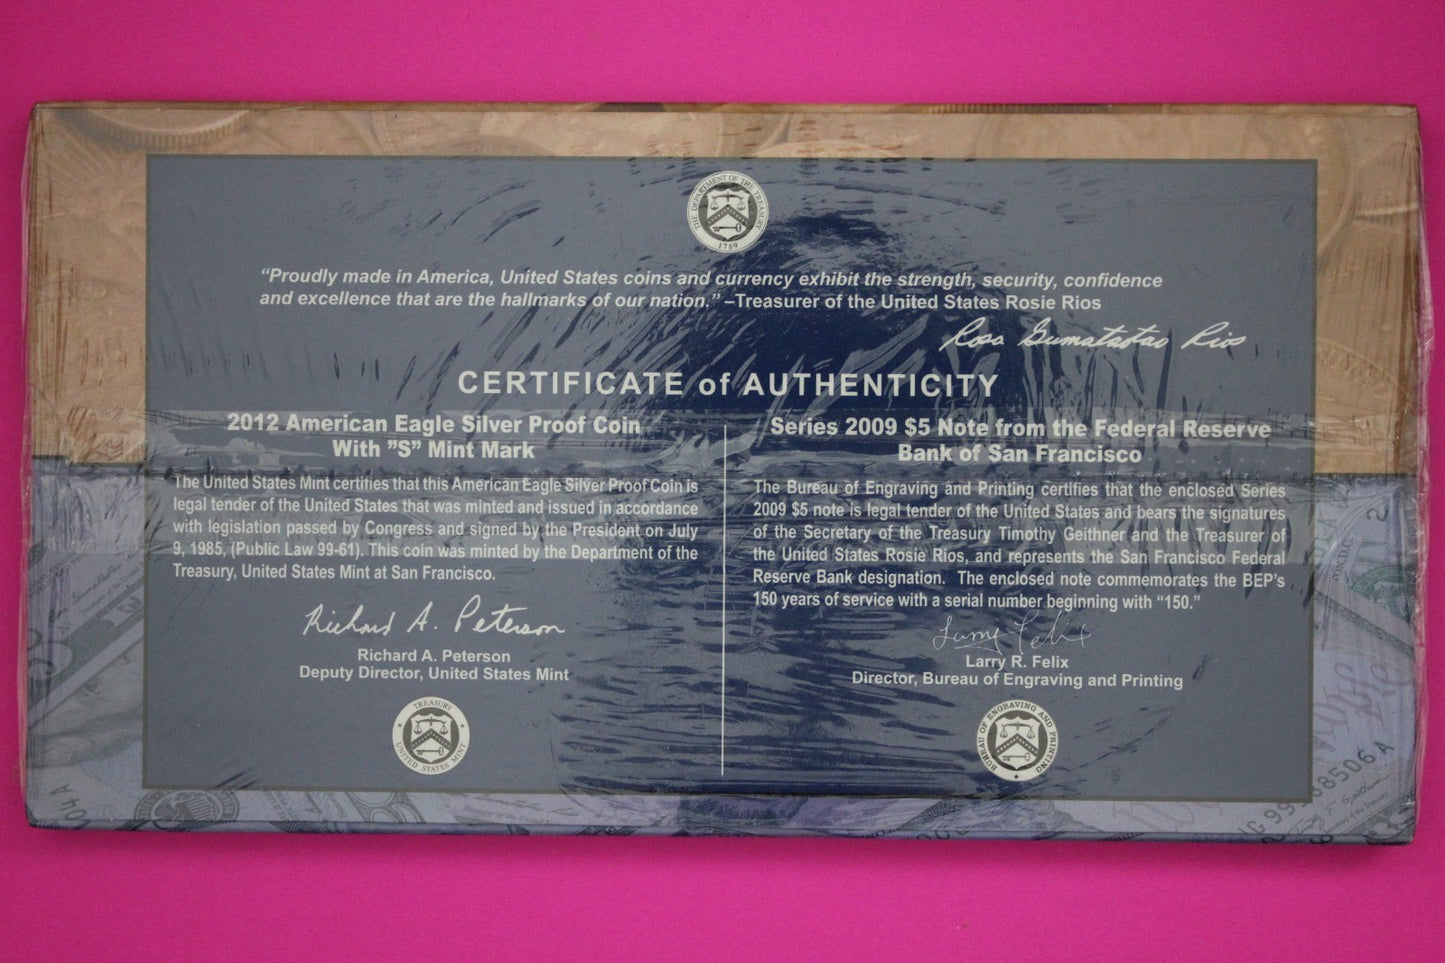 THE DEPARTMENT OF THE TREASURY
1789
“Proudly made in America, United States coins and currency exhibit the strength, security, confidence
and excellence that are the hallmarks of our nation.” –Treasurer of the United States Rosie Rios
Rosa Gumataotao Rios
CERTIFICATE of AUTHENTICITY
2012 American Eagle Silver Proof Coin
With ”S” Mint Mark
The United States Mint certifies that this American Eagle Silver Proof Coin is
legal tender of the United States that was minted and issued in accordance
with legislation passed by Congress and signed by the President on July
9, 1985, (Public Law 99-61). This coin was minted by the Department of the
Treasury, United States Mint at San Francisco.
Richard A. Peterson
Richard A. Peterson
Deputy Director, United States Mint
TREASURY
UNITED STATES MINT
Series 2009 $5 Note from the Federal Reserve
Bank of San Francisco
The Bureau of Engraving and Printing certifies that the enclosed Series
2009 $5 note is legal tender of the United States and bears the signatures
of the Secretary of the Treasury Timothy Geithner and the Treasurer of
the United States Rosie Rios, and represents the San Francisco Federal
Reserve Bank designation. The enclosed note commemorates the BEP’s
150 years of service with a serial number beginning with “150.”
Larry Felix
Larry R. Felix
Director, Bureau of Engraving and Printing
BUREAU OF ENGRAVING AND PRINTING